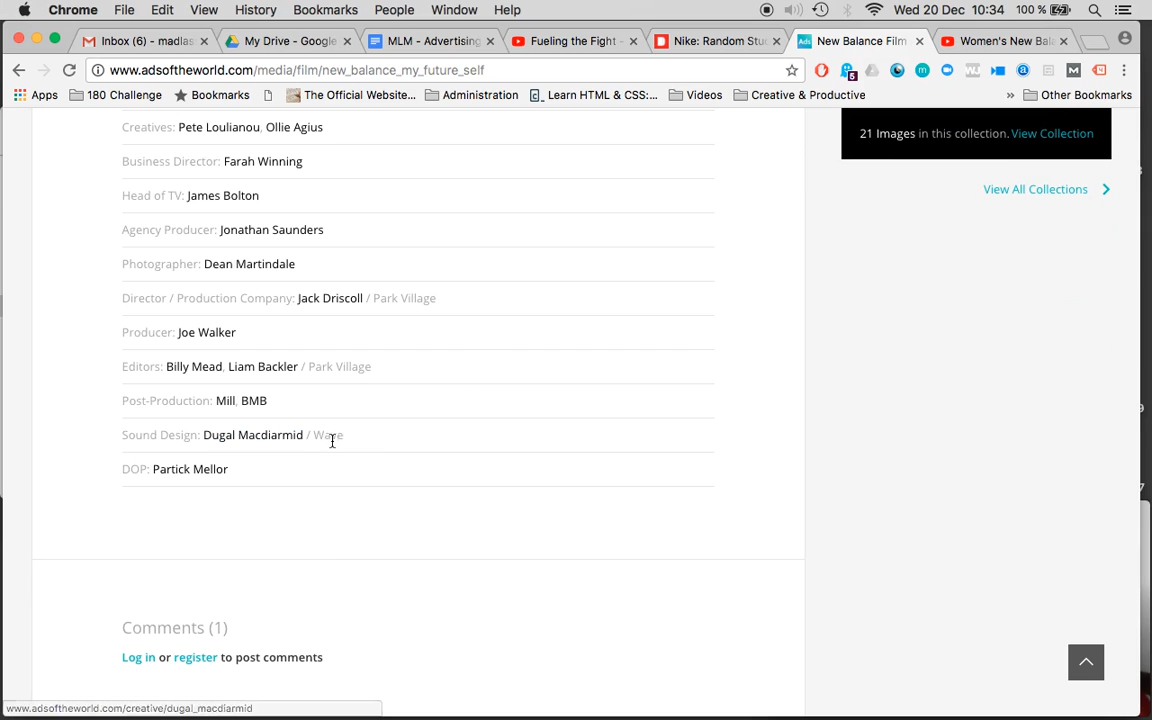 Chrome File Edit View History Bookmarks People Window Help Wed 20 Dec 10:34 100 %
Inbox (6) - madlas My Drive - Google MLM - Advertising Fueling the Fight - Nike: Random Stu Ads New Balance Film Women's New Bala
www.adsoftheworld.com/media/film/new_balance_my_future_self 5
Apps 180 Challenge Bookmarks The Official Website... Administration Learn HTML & CSS:... Videos Creative & Productive » Other Bookmarks
Creatives: Pete Loulianou, Ollie Agius
Business Director: Farah Winning
Head of TV: James Bolton
Agency Producer: Jonathan Saunders
Photographer: Dean Martindale
Director / Production Company: Jack Driscoll / Park Village
Producer: Joe Walker
Editors: Billy Mead, Liam Backler / Park Village
Post-Production: Mill, BMB
Sound Design: Dugal Macdiarmid / Wave
DOP: Partick Mellor
Comments (1)
Log in or register to post comments
21 Images in this collection. View Collection
View All Collections
www.adsoftheworld.com/creative/dugal_macdiarmid